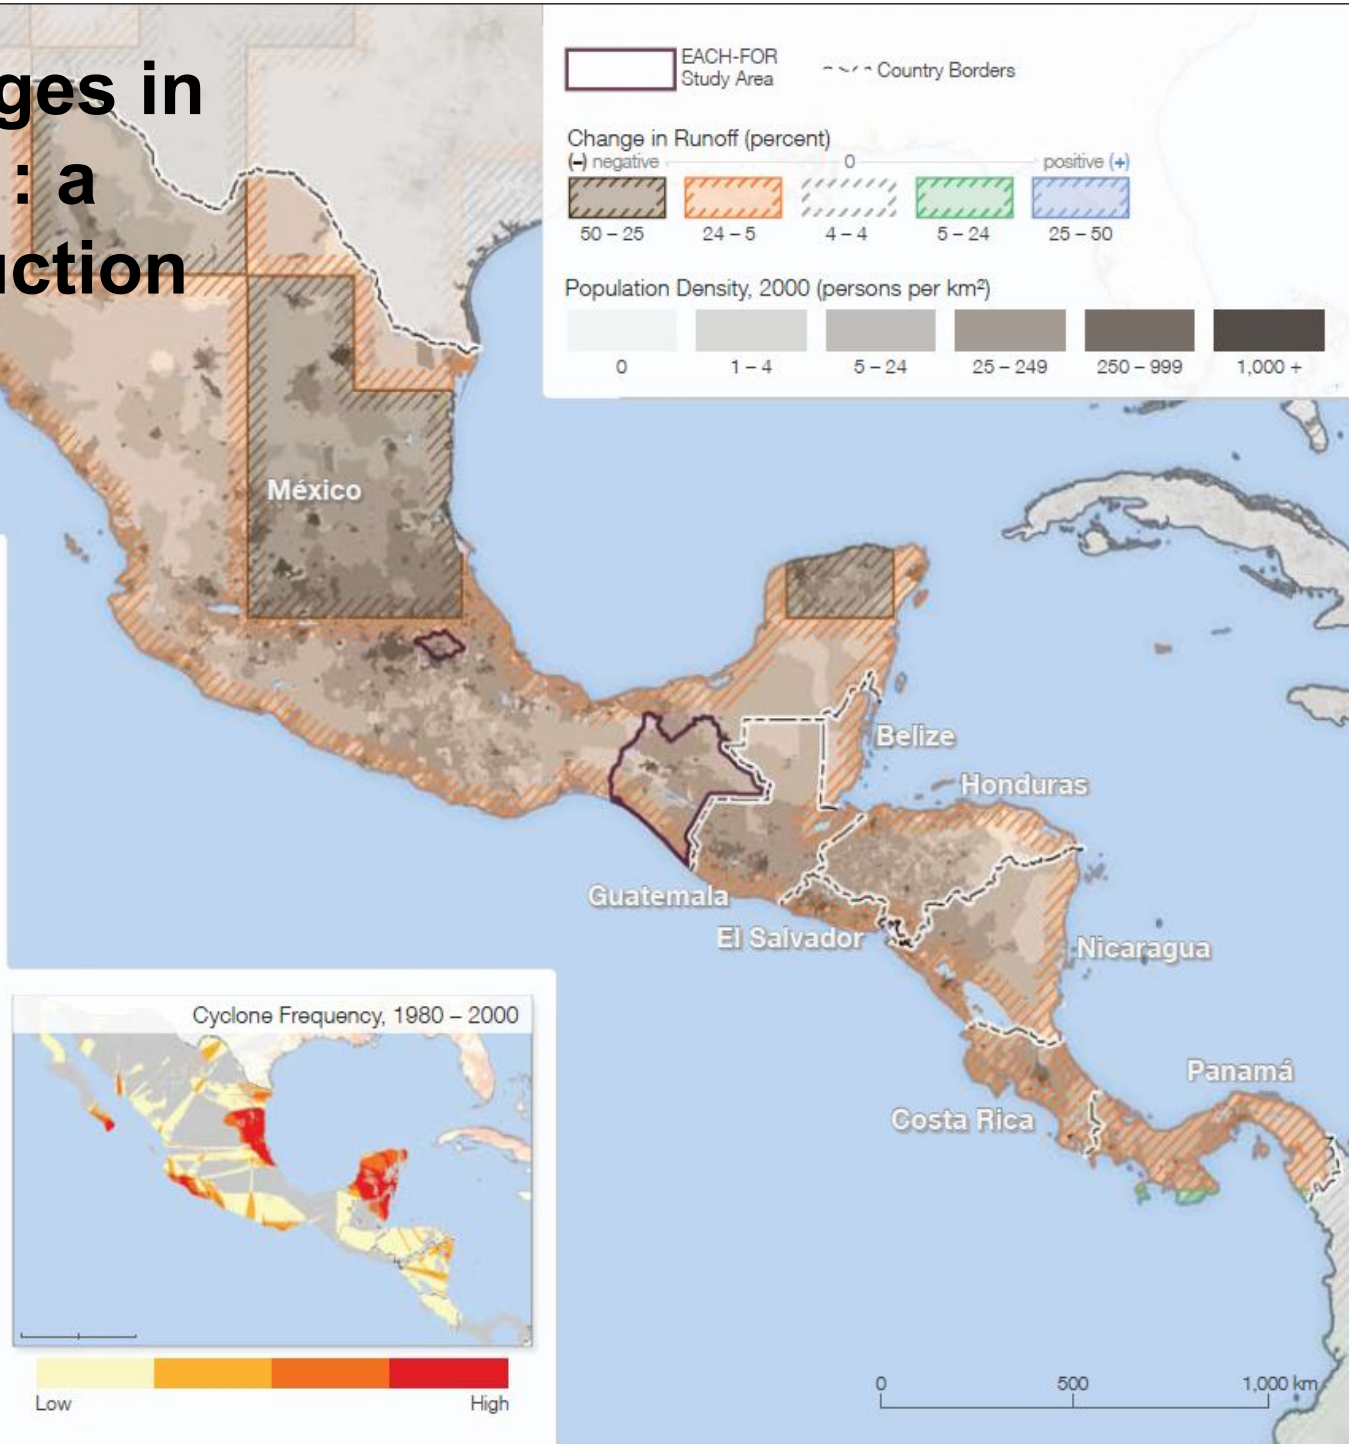 ges in
: a
uction
EACH-FOR
Study Area
Country Borders
Change in Runoff (percent)
(–) negative 0 positive (+)
50 – 25 24 – 5 4 – 4 5 – 24 25 – 50
Population Density, 2000 (persons per km²)
0 1 – 4 5 – 24 25 – 249 250 – 999 1,000 +
México
Belize
Honduras
Guatemala
El Salvador
Nicaragua
Panamá
Costa Rica
Cyclone Frequency, 1980 – 2000
Low High
0 500 1,000 km